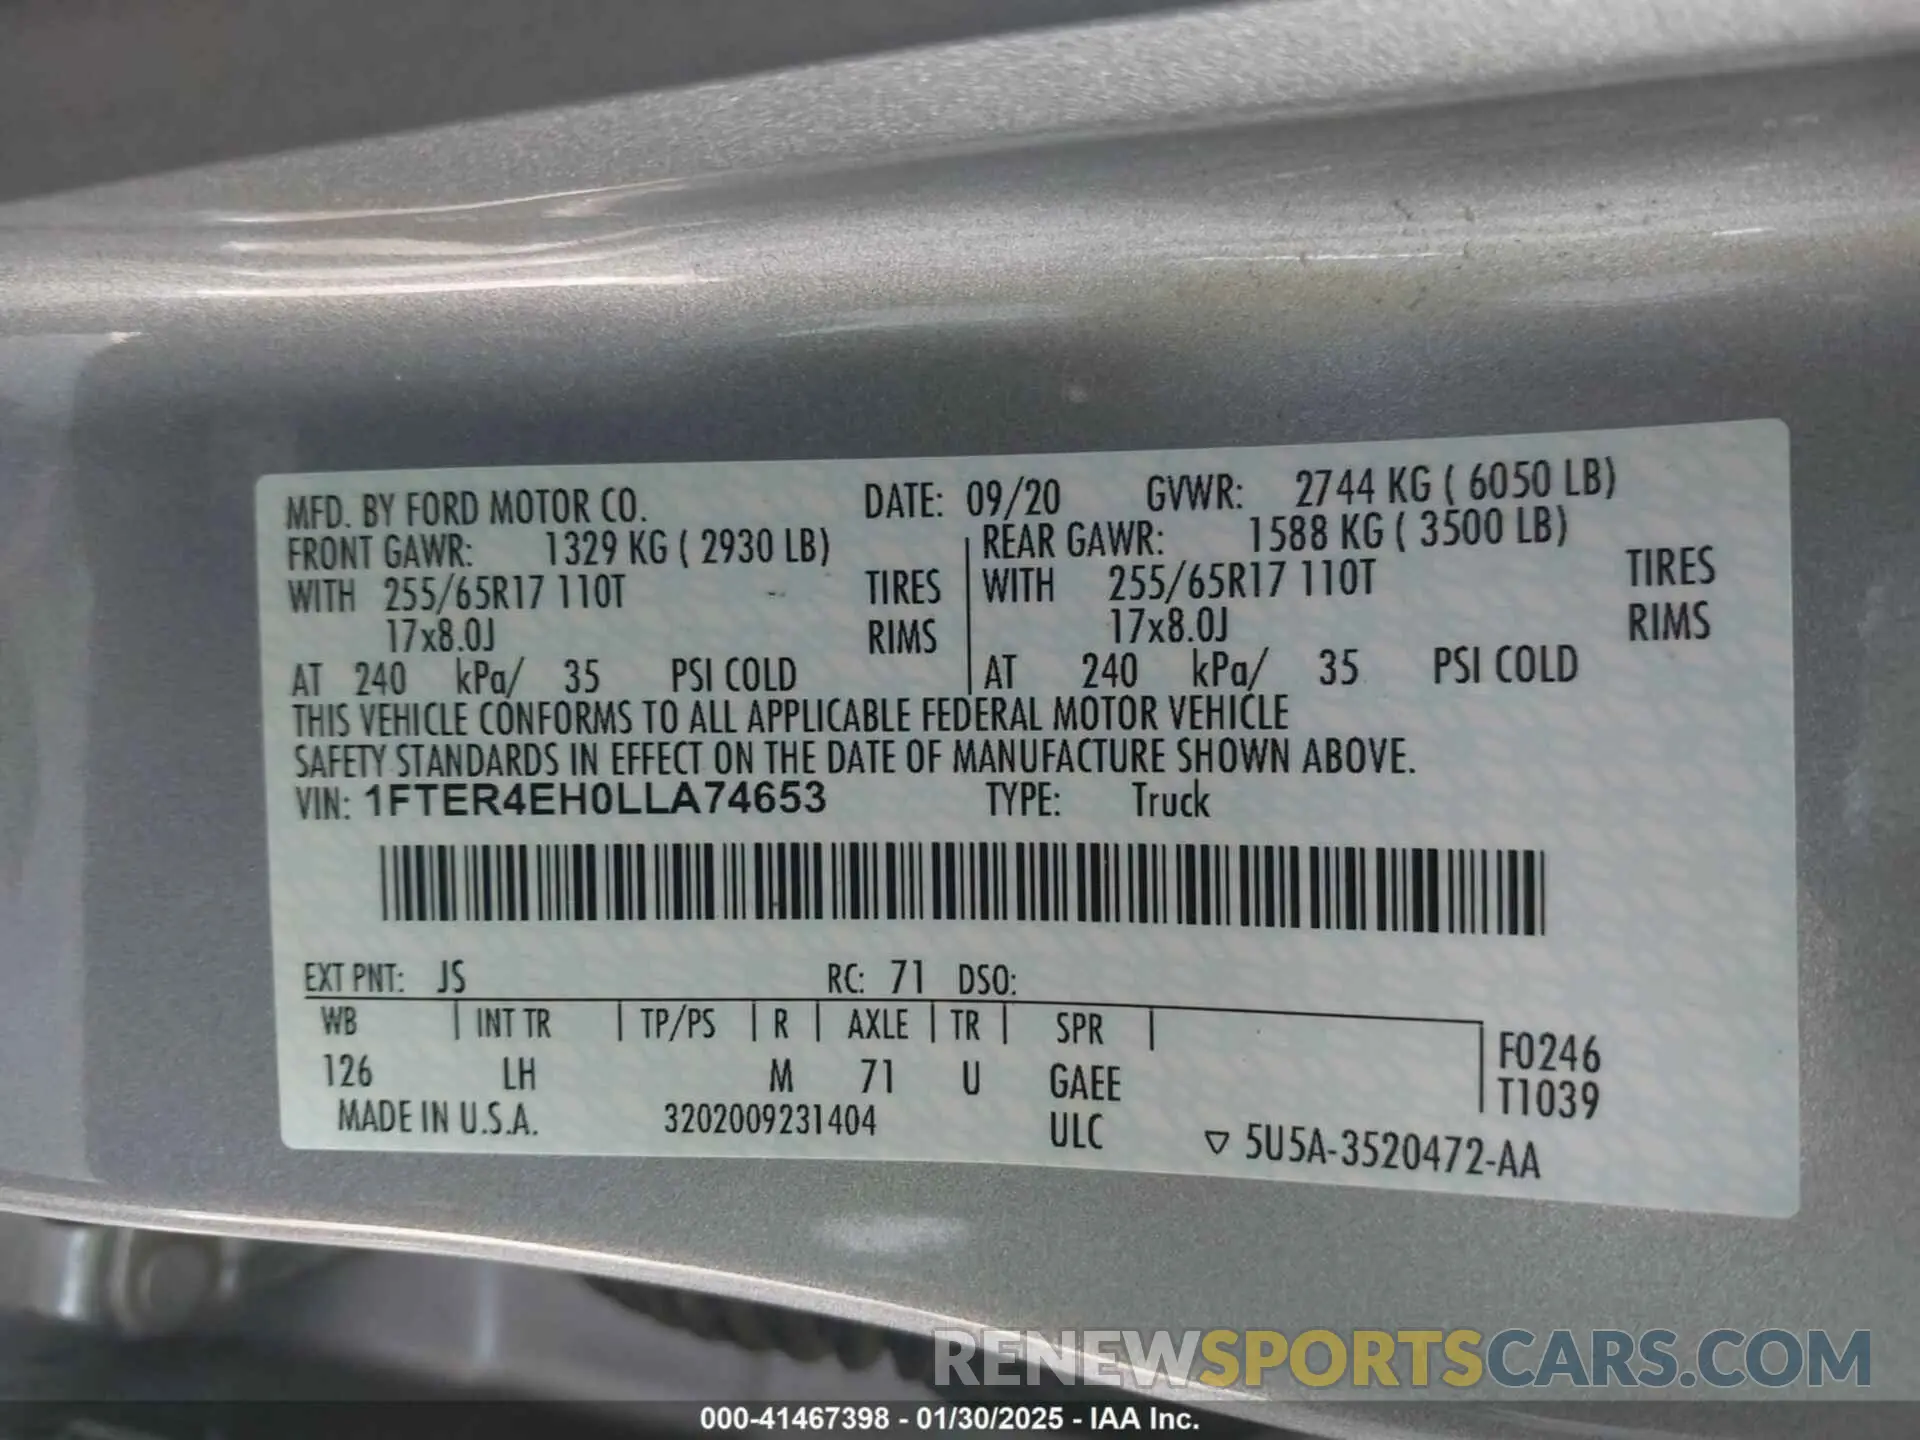 MFD. BY FORD MOTOR CO. DATE: 09/20 GVWR: 2744 KG ( 6050 LB)
FRONT GAWR: 1329 KG ( 2930 LB) REAR GAWR: 1588 KG ( 3500 LB)
WITH 255/65R17 110T TIRES WITH 255/65R17 110T TIRES
17x8.0J RIMS 17x8.0J RIMS
AT 240 kPa/ 35 PSI COLD AT 240 kPa/ 35 PSI COLD
THIS VEHICLE CONFORMS TO ALL APPLICABLE FEDERAL MOTOR VEHICLE
SAFETY STANDARDS IN EFFECT ON THE DATE OF MANUFACTURE SHOWN ABOVE.
VIN: 1FTER4EH0LLA74653 TYPE: Truck
EXT PNT: JS RC: 71 DSO:
WB | INT TR | TP/PS | R | AXLE | TR | SPR | F0246
126 LH M 71 U GAEE T1039
MADE IN U.S.A. 3202009231404 ULC ▽ 5U5A-3520472-AA
RENEWSPORTSCARS.COM
000-41467398 - 01/30/2025 - IAA Inc.